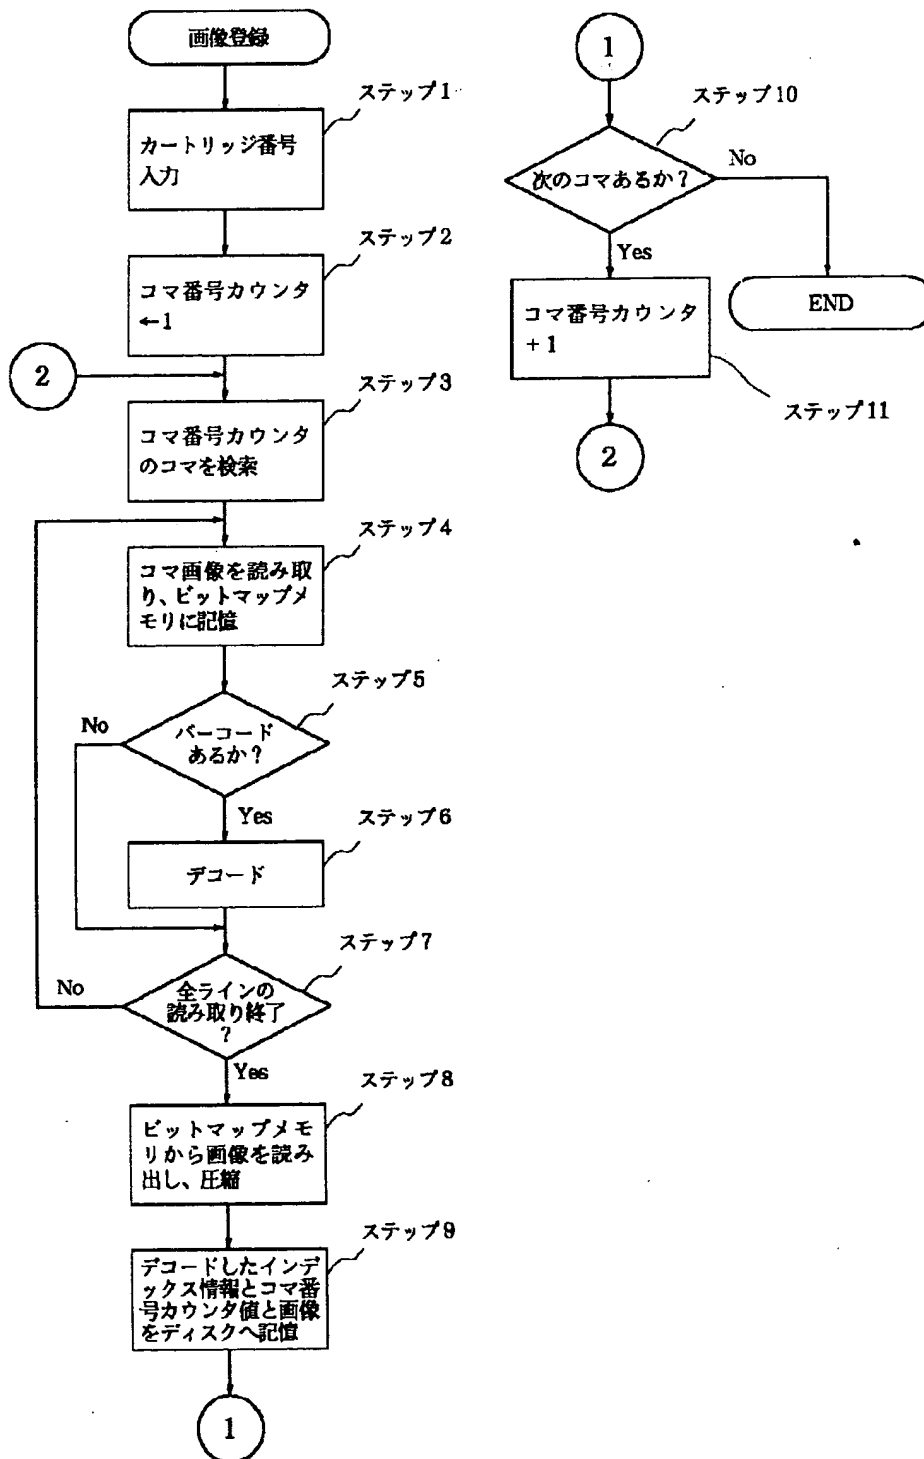 画像登録
ステップ1
カートリッジ番号
入力
ステップ2
コマ番号カウンタ
←1
2
ステップ3
コマ番号カウンタ
のコマを検索
ステップ4
コマ画像を読み取
り、ビットマップメ
モリに記憶
ステップ5
No
バーコード
あるか?
Yes
ステップ6
デコード
ステップ7
No
全ラインの
読み取り終了
?
Yes
ステップ8
ビットマップメモ
リから画像を読み
出し、圧縮
ステップ9
デコードしたインデ
ックス情報とコマ番
号カウンタ値と画像
をディスクへ記憶
1
1
ステップ10
No
次のコマあるか?
Yes
END
コマ番号カウンタ
+1
ステップ11
2